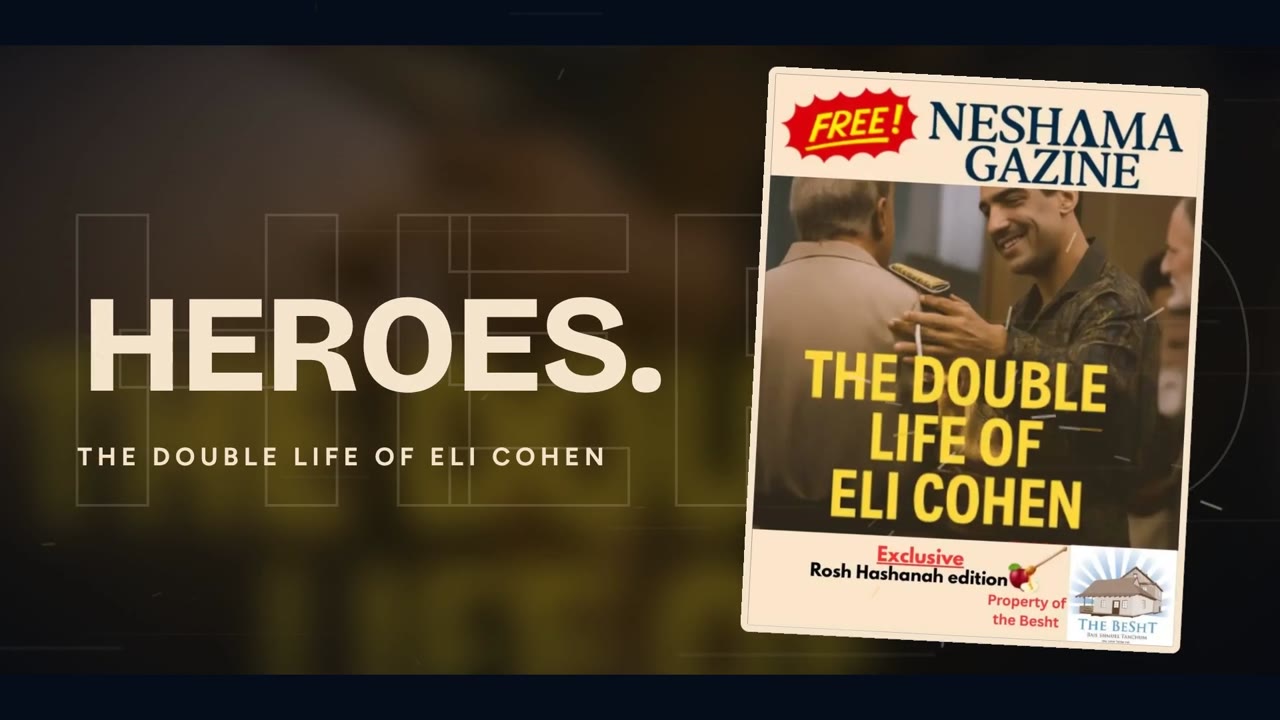 HEROES.
THE DOUBLE LIFE OF ELI COHEN
FREE!
NESHAMA
GAZINE
THE DOUBLE
LIFE OF
ELI COHEN
Exclusive
Rosh Hashanah edition
Property of
the Besht
THE BESHT